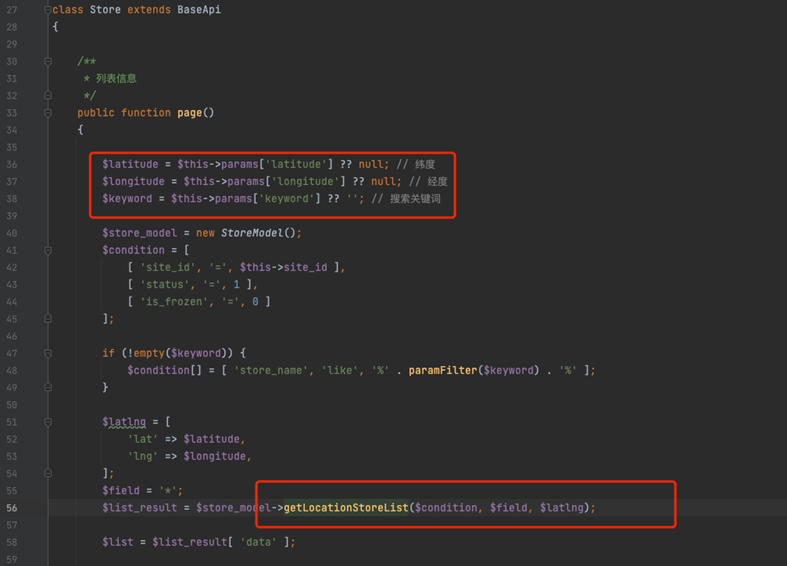 27 class Store extends BaseApi
28 {
29
30 /**
31 * 列表信息
32 */
33 public function page()
34 {
35
36 $latitude = $this->params['latitude'] ?? null; // 纬度
37 $longitude = $this->params['longitude'] ?? null; // 经度
38 $keyword = $this->params['keyword'] ?? ''; // 搜索关键词
39
40 $store_model = new StoreModel();
41 $condition = [
42 [ 'site_id', '=', $this->site_id ],
43 [ 'status', '=', 1 ],
44 [ 'is_frozen', '=', 0 ]
45 ];
46
47 if (!empty($keyword)) {
48 $condition[] = [ 'store_name', 'like', '%' . paramFilter($keyword) . '%' ];
49 }
50
51 $latlng = [
52 'lat' => $latitude,
53 'lng' => $longitude,
54 ];
55 $field = '*';
56 $list_result = $store_model->getLocationStoreList($condition, $field, $latlng);
57
58 $list = $list_result[ 'data' ];
59